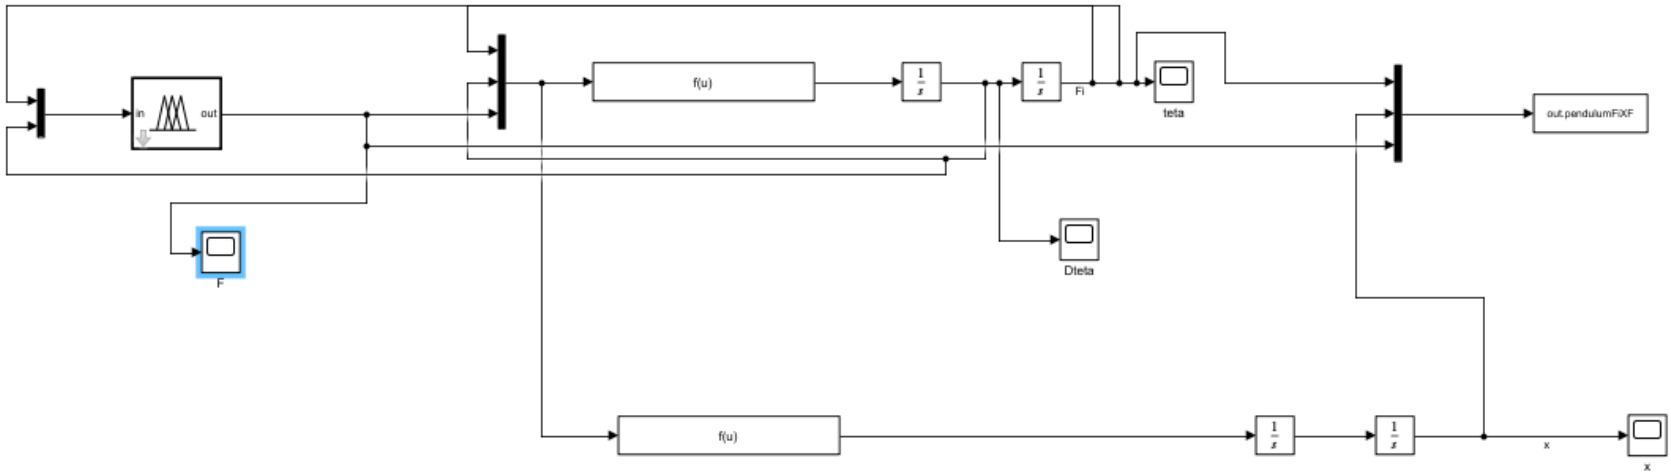 f(u)
1
s
1
s
Fi
teta
in
out
out.pendulumFiXF
F
Dteta
f(u)
1
s
1
s
x
x